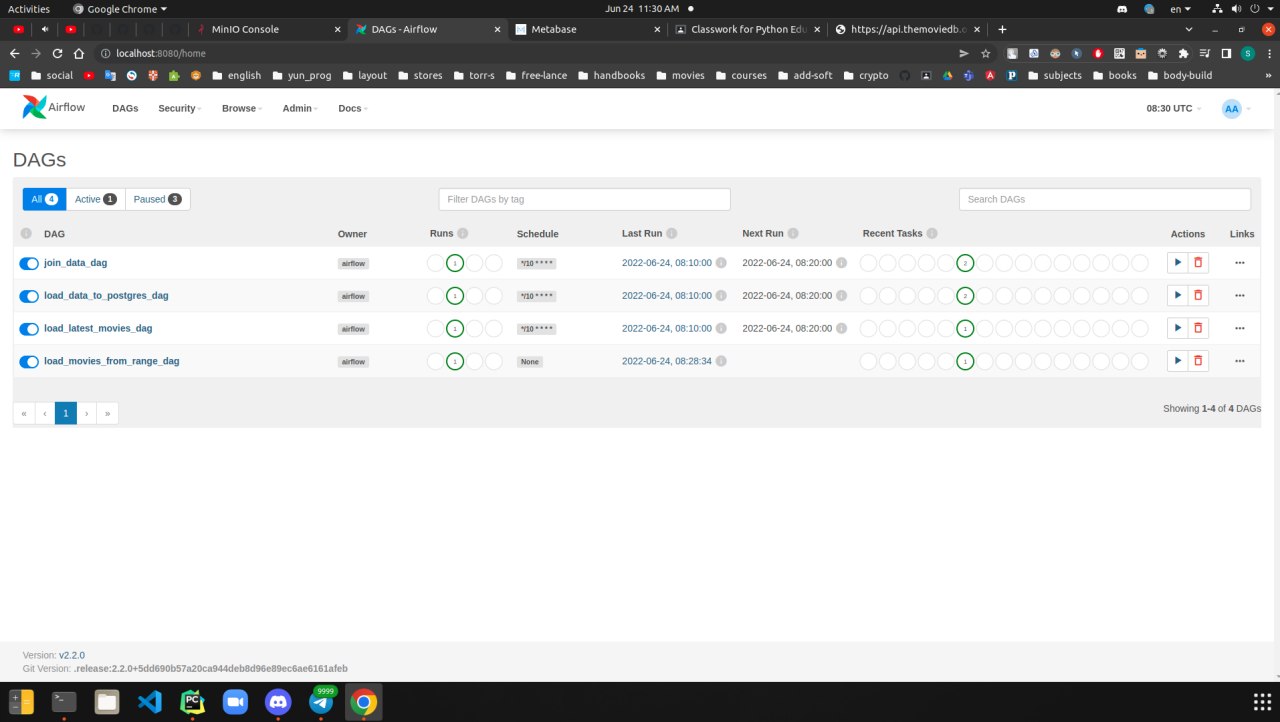 Activities Google Chrome Jun 24 11:30 AM en
MinIO Console DAGs - Airflow Metabase Classwork for Python Edu https://api.themoviedb.o
localhost:8080/home S
social english yun_prog layout stores torr-s free-lance handbooks movies courses add-soft crypto subjects books body-build »
Airflow DAGs Security Browse Admin Docs 08:30 UTC AA
DAGs
All 4 Active 1 Paused 3 Filter DAGs by tag Search DAGs
DAG Owner Runs Schedule Last Run Next Run Recent Tasks Actions Links
join_data_dag airflow 1 */10 * * * * 2022-06-24, 08:10:00 2022-06-24, 08:20:00 2
load_data_to_postgres_dag airflow 1 */10 * * * * 2022-06-24, 08:10:00 2022-06-24, 08:20:00 2
load_latest_movies_dag airflow 1 */10 * * * * 2022-06-24, 08:10:00 2022-06-24, 08:20:00 1
load_movies_from_range_dag airflow 1 None 2022-06-24, 08:28:34 1
« ‹ 1 › » Showing 1-4 of 4 DAGs
Version: v2.2.0
Git Version: .release:2.2.0+5dd690b57a20ca944deb8d96e89ec6ae6161afeb
PC 9999